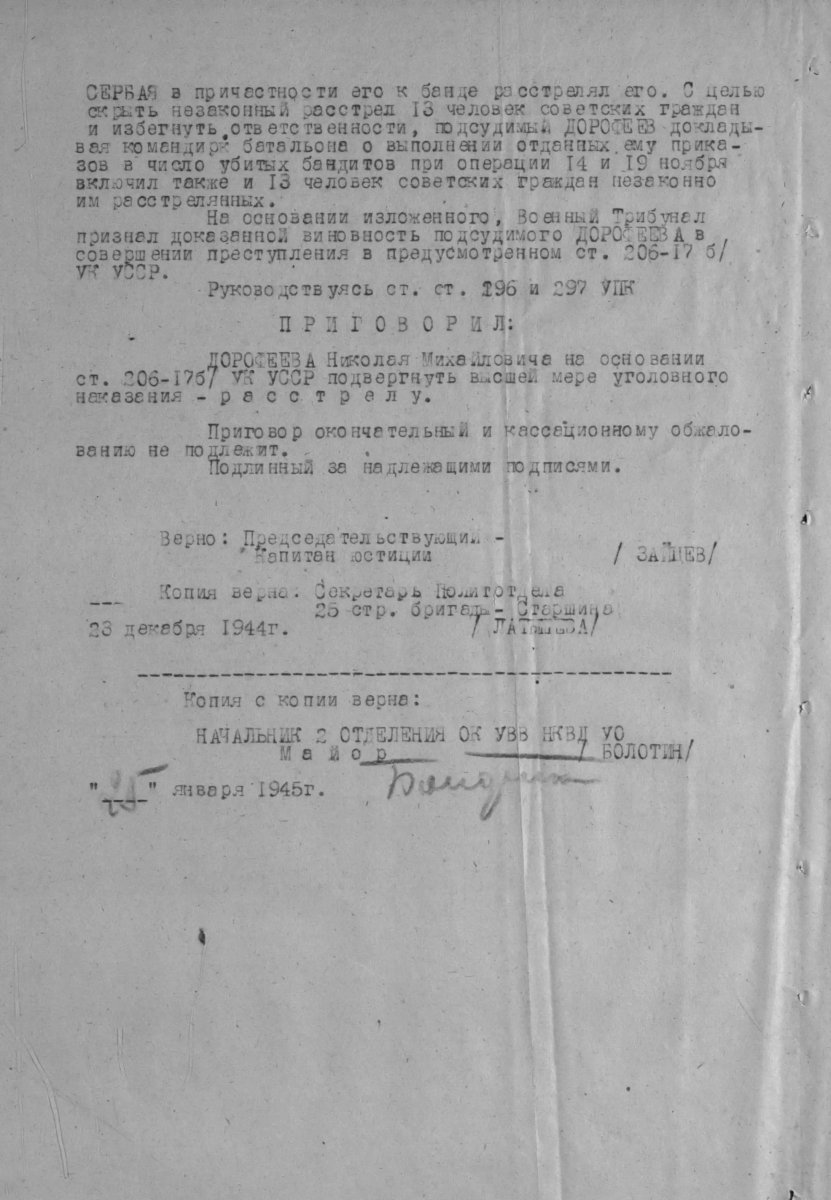 СЕРБАЯ в причастности его к банде расстрелял его. С целью
скрыть незаконный расстрел 13 человек советских граждан
и избегнуть ответственности, подсудимый ДОРОФЕЕВ доклады-
вая командирк батальона о выполнении отданных ему прика-
зов в число убитых бандитов при операции 14 и 19 ноября
включил также и 13 человек советских граждан незаконно
им расстрелянных.
На основании изложенного, Военный Трибунал
признал доказанной виновность подсудимого ДОРОФЕЕВА в
совершении преступления в предусмотренном ст. 206-17 б/
УК УССР.
Руководствуясь ст. ст. 296 и 297 УПК
П Р И Г О В О Р И Л:
ДОРОФЕЕВА Николая Михайловича на основании
ст. 206-17б/ УК УССР подвергнуть высшей мере уголовного
наказания - р а с с т р е л у.
Приговор окончательный и кассационному обжало-
ванию не подлежит.
Подлинный за надлежащими подписями.
Верно: Председательствующий -
Капитан юстиции / ЗАЙЦЕВ/
Копия верна: Секретарь Политотдела
25 стр. бригады- Старшина
23 декабря 1944г. / ЛАТЫШЕВА/
Копия с копии верна:
НАЧАЛЬНИК 2 ОТДЕЛЕНИЯ ОК УВВ НКВД УО
М а й о р / БОЛОТИН/
"25" января 1945г.